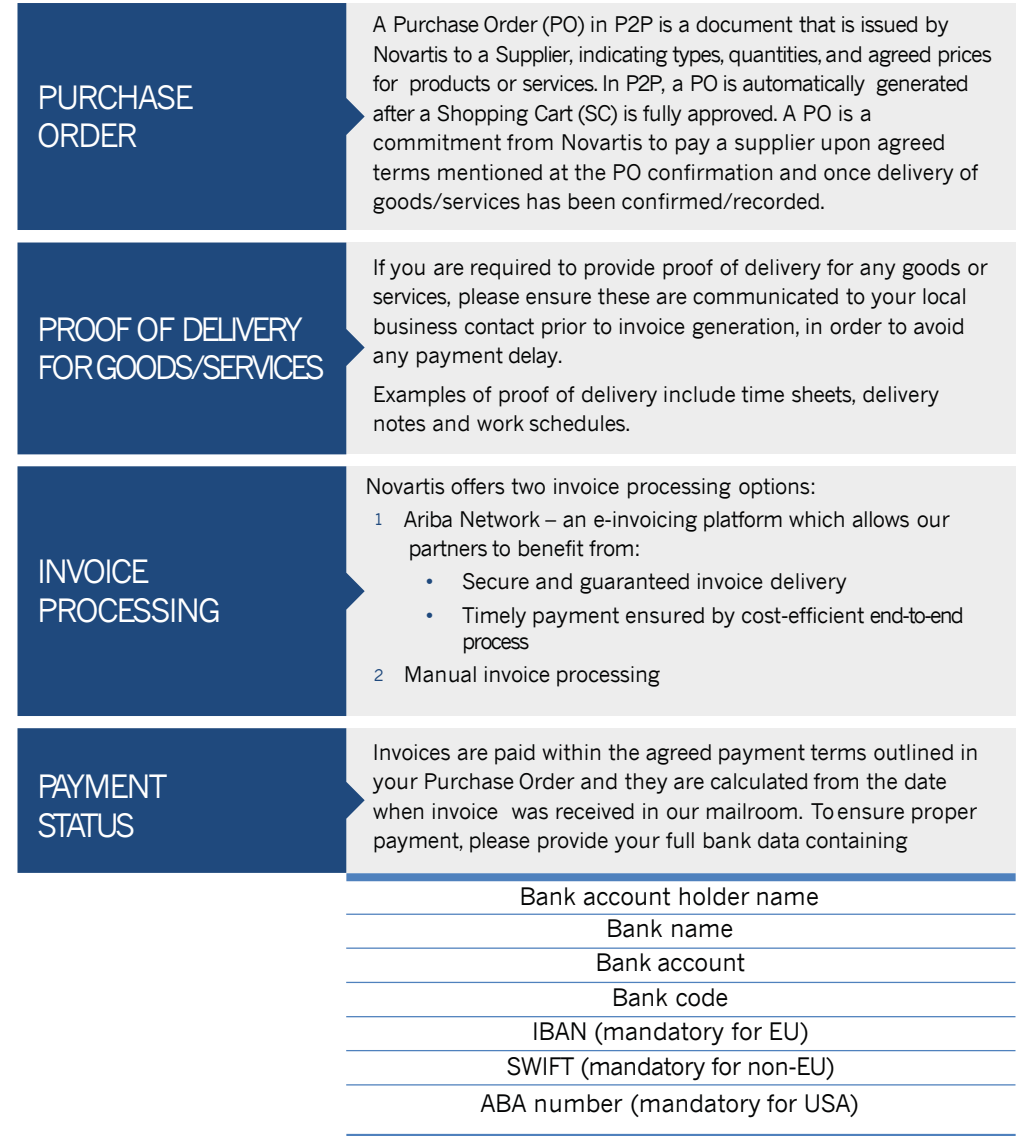 PURCHASE
ORDER
A Purchase Order (PO) in P2P is a document that is issued by
Novartis to a Supplier, indicating types, quantities, and agreed prices
for products or services. In P2P, a PO is automatically generated
after a Shopping Cart (SC) is fully approved. A PO is a
commitment from Novartis to pay a supplier upon agreed
terms mentioned at the PO confirmation and once delivery of
goods/services has been confirmed/recorded.
PROOF OF DELIVERY
FOR GOODS/SERVICES
If you are required to provide proof of delivery for any goods or
services, please ensure these are communicated to your local
business contact prior to invoice generation, in order to avoid
any payment delay.
Examples of proof of delivery include time sheets, delivery
notes and work schedules.
INVOICE
PROCESSING
Novartis offers two invoice processing options:
1 Ariba Network – an e-invoicing platform which allows our
partners to benefit from:
• Secure and guaranteed invoice delivery
• Timely payment ensured by cost-efficient end-to-end
process
2 Manual invoice processing
PAYMENT
STATUS
Invoices are paid within the agreed payment terms outlined in
your Purchase Order and they are calculated from the date
when invoice was received in our mailroom. To ensure proper
payment, please provide your full bank data containing
Bank account holder name
Bank name
Bank account
Bank code
IBAN (mandatory for EU)
SWIFT (mandatory for non-EU)
ABA number (mandatory for USA)